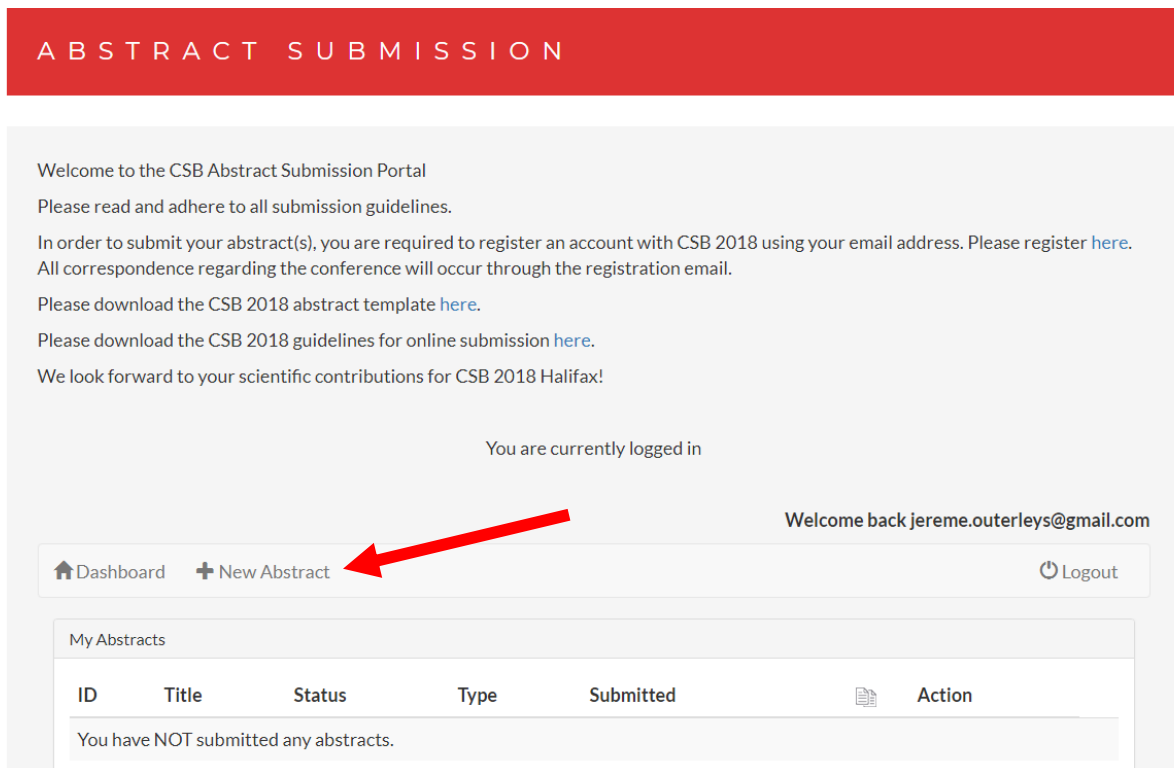 ABSTRACT SUBMISSION
Welcome to the CSB Abstract Submission Portal
Please read and adhere to all submission guidelines.
In order to submit your abstract(s), you are required to register an account with CSB 2018 using your email address. Please register here.
All correspondence regarding the conference will occur through the registration email.
Please download the CSB 2018 abstract template here.
Please download the CSB 2018 guidelines for online submission here.
We look forward to your scientific contributions for CSB 2018 Halifax!
You are currently logged in
Welcome back jereme.outerleys@gmail.com
Dashboard New Abstract Logout
My Abstracts
ID Title Status Type Submitted Action
You have NOT submitted any abstracts.